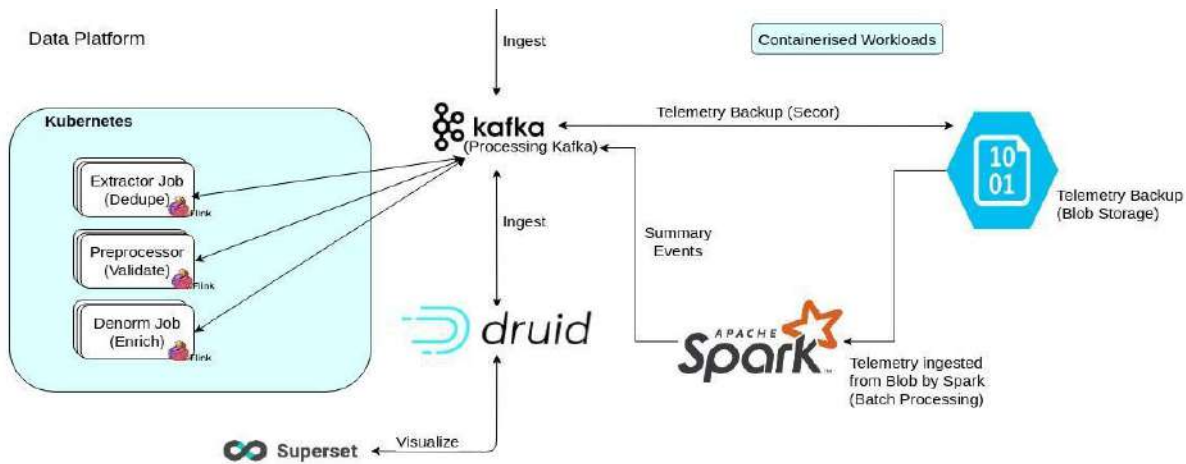 Data Platform
Ingest
Containerised Workloads
Kubernetes
kafka
(Processing Kafka)
Telemetry Backup (Secor)
10
01
Telemetry Backup
(Blob Storage)
Extractor Job
(Dedupe)
Flink
Ingest
Summary
Events
Preprocessor
(Validate)
Flink
Denorm Job
(Enrich)
Flink
druid
APACHE
Spark
TM
Telemetry ingested
from Blob by Spark
(Batch Processing)
Superset
Visualize